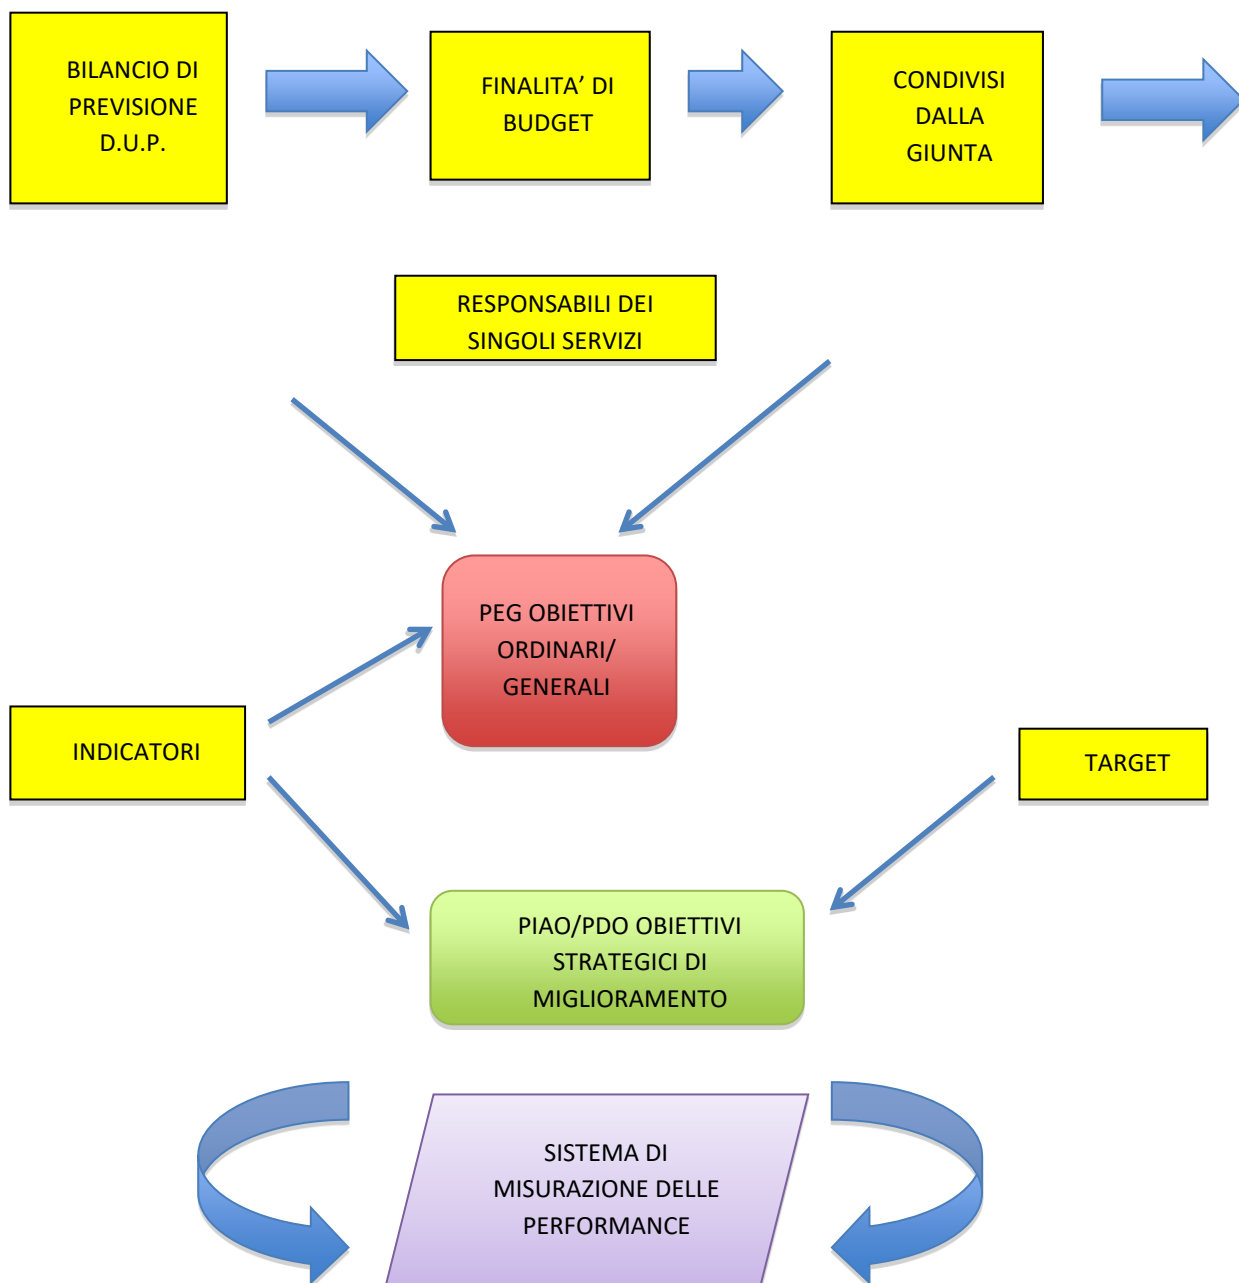 BILANCIO DI
PREVISIONE
D.U.P.
FINALITA’ DI
BUDGET
CONDIVISI
DALLA
GIUNTA
RESPONSABILI DEI
SINGOLI SERVIZI
PEG OBIETTIVI
ORDINARI/
GENERALI
INDICATORI
TARGET
PIAO/PDO OBIETTIVI
STRATEGICI DI
MIGLIORAMENTO
SISTEMA DI
MISURAZIONE DELLE
PERFORMANCE